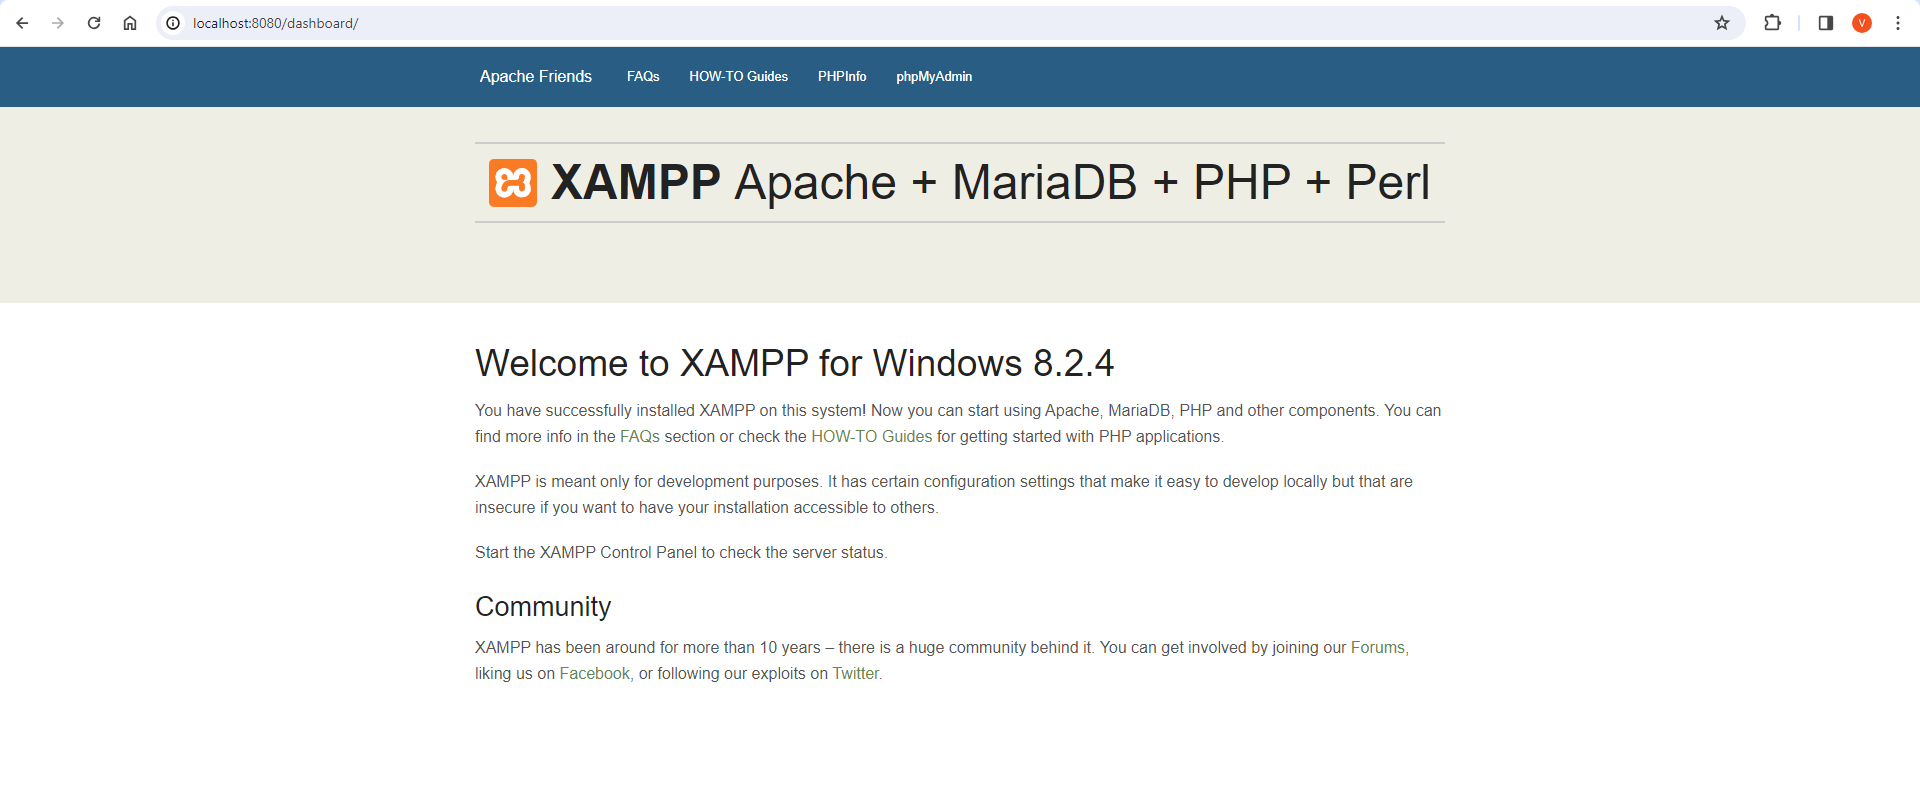 localhost:8080/dashboard/
V
Apache Friends FAQs HOW-TO Guides PHPInfo phpMyAdmin
XAMPP Apache + MariaDB + PHP + Perl
Welcome to XAMPP for Windows 8.2.4
You have successfully installed XAMPP on this system! Now you can start using Apache, MariaDB, PHP and other components. You can
find more info in the FAQs section or check the HOW-TO Guides for getting started with PHP applications.
XAMPP is meant only for development purposes. It has certain configuration settings that make it easy to develop locally but that are
insecure if you want to have your installation accessible to others.
Start the XAMPP Control Panel to check the server status.
Community
XAMPP has been around for more than 10 years – there is a huge community behind it. You can get involved by joining our Forums,
liking us on Facebook, or following our exploits on Twitter.